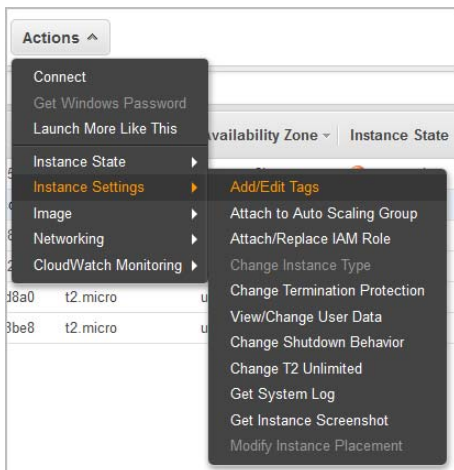 Actions
Connect
Get Windows Password
Launch More Like This
Availability Zone Instance State
Instance State
Instance Settings
Add/Edit Tags
Image
Attach to Auto Scaling Group
Networking
Attach/Replace IAM Role
CloudWatch Monitoring
Change Instance Type
d8a0 t2.micro
Change Termination Protection
3be8 t2.micro
View/Change User Data
Change Shutdown Behavior
Change T2 Unlimited
Get System Log
Get Instance Screenshot
Modify Instance Placement